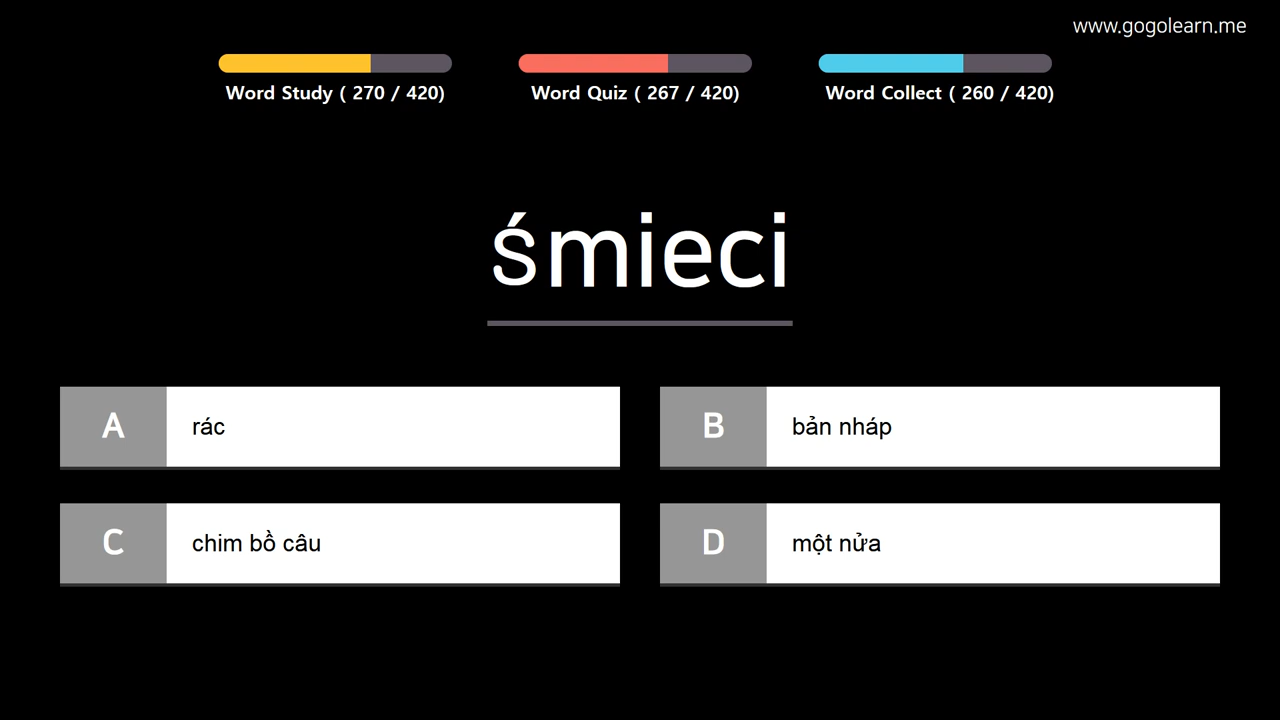 www.gogolearn.me
Word Study ( 270 / 420)
Word Quiz ( 267 / 420)
Word Collect ( 260 / 420)
śmieci
A rác
B bản nháp
C chim bồ câu
D một nửa